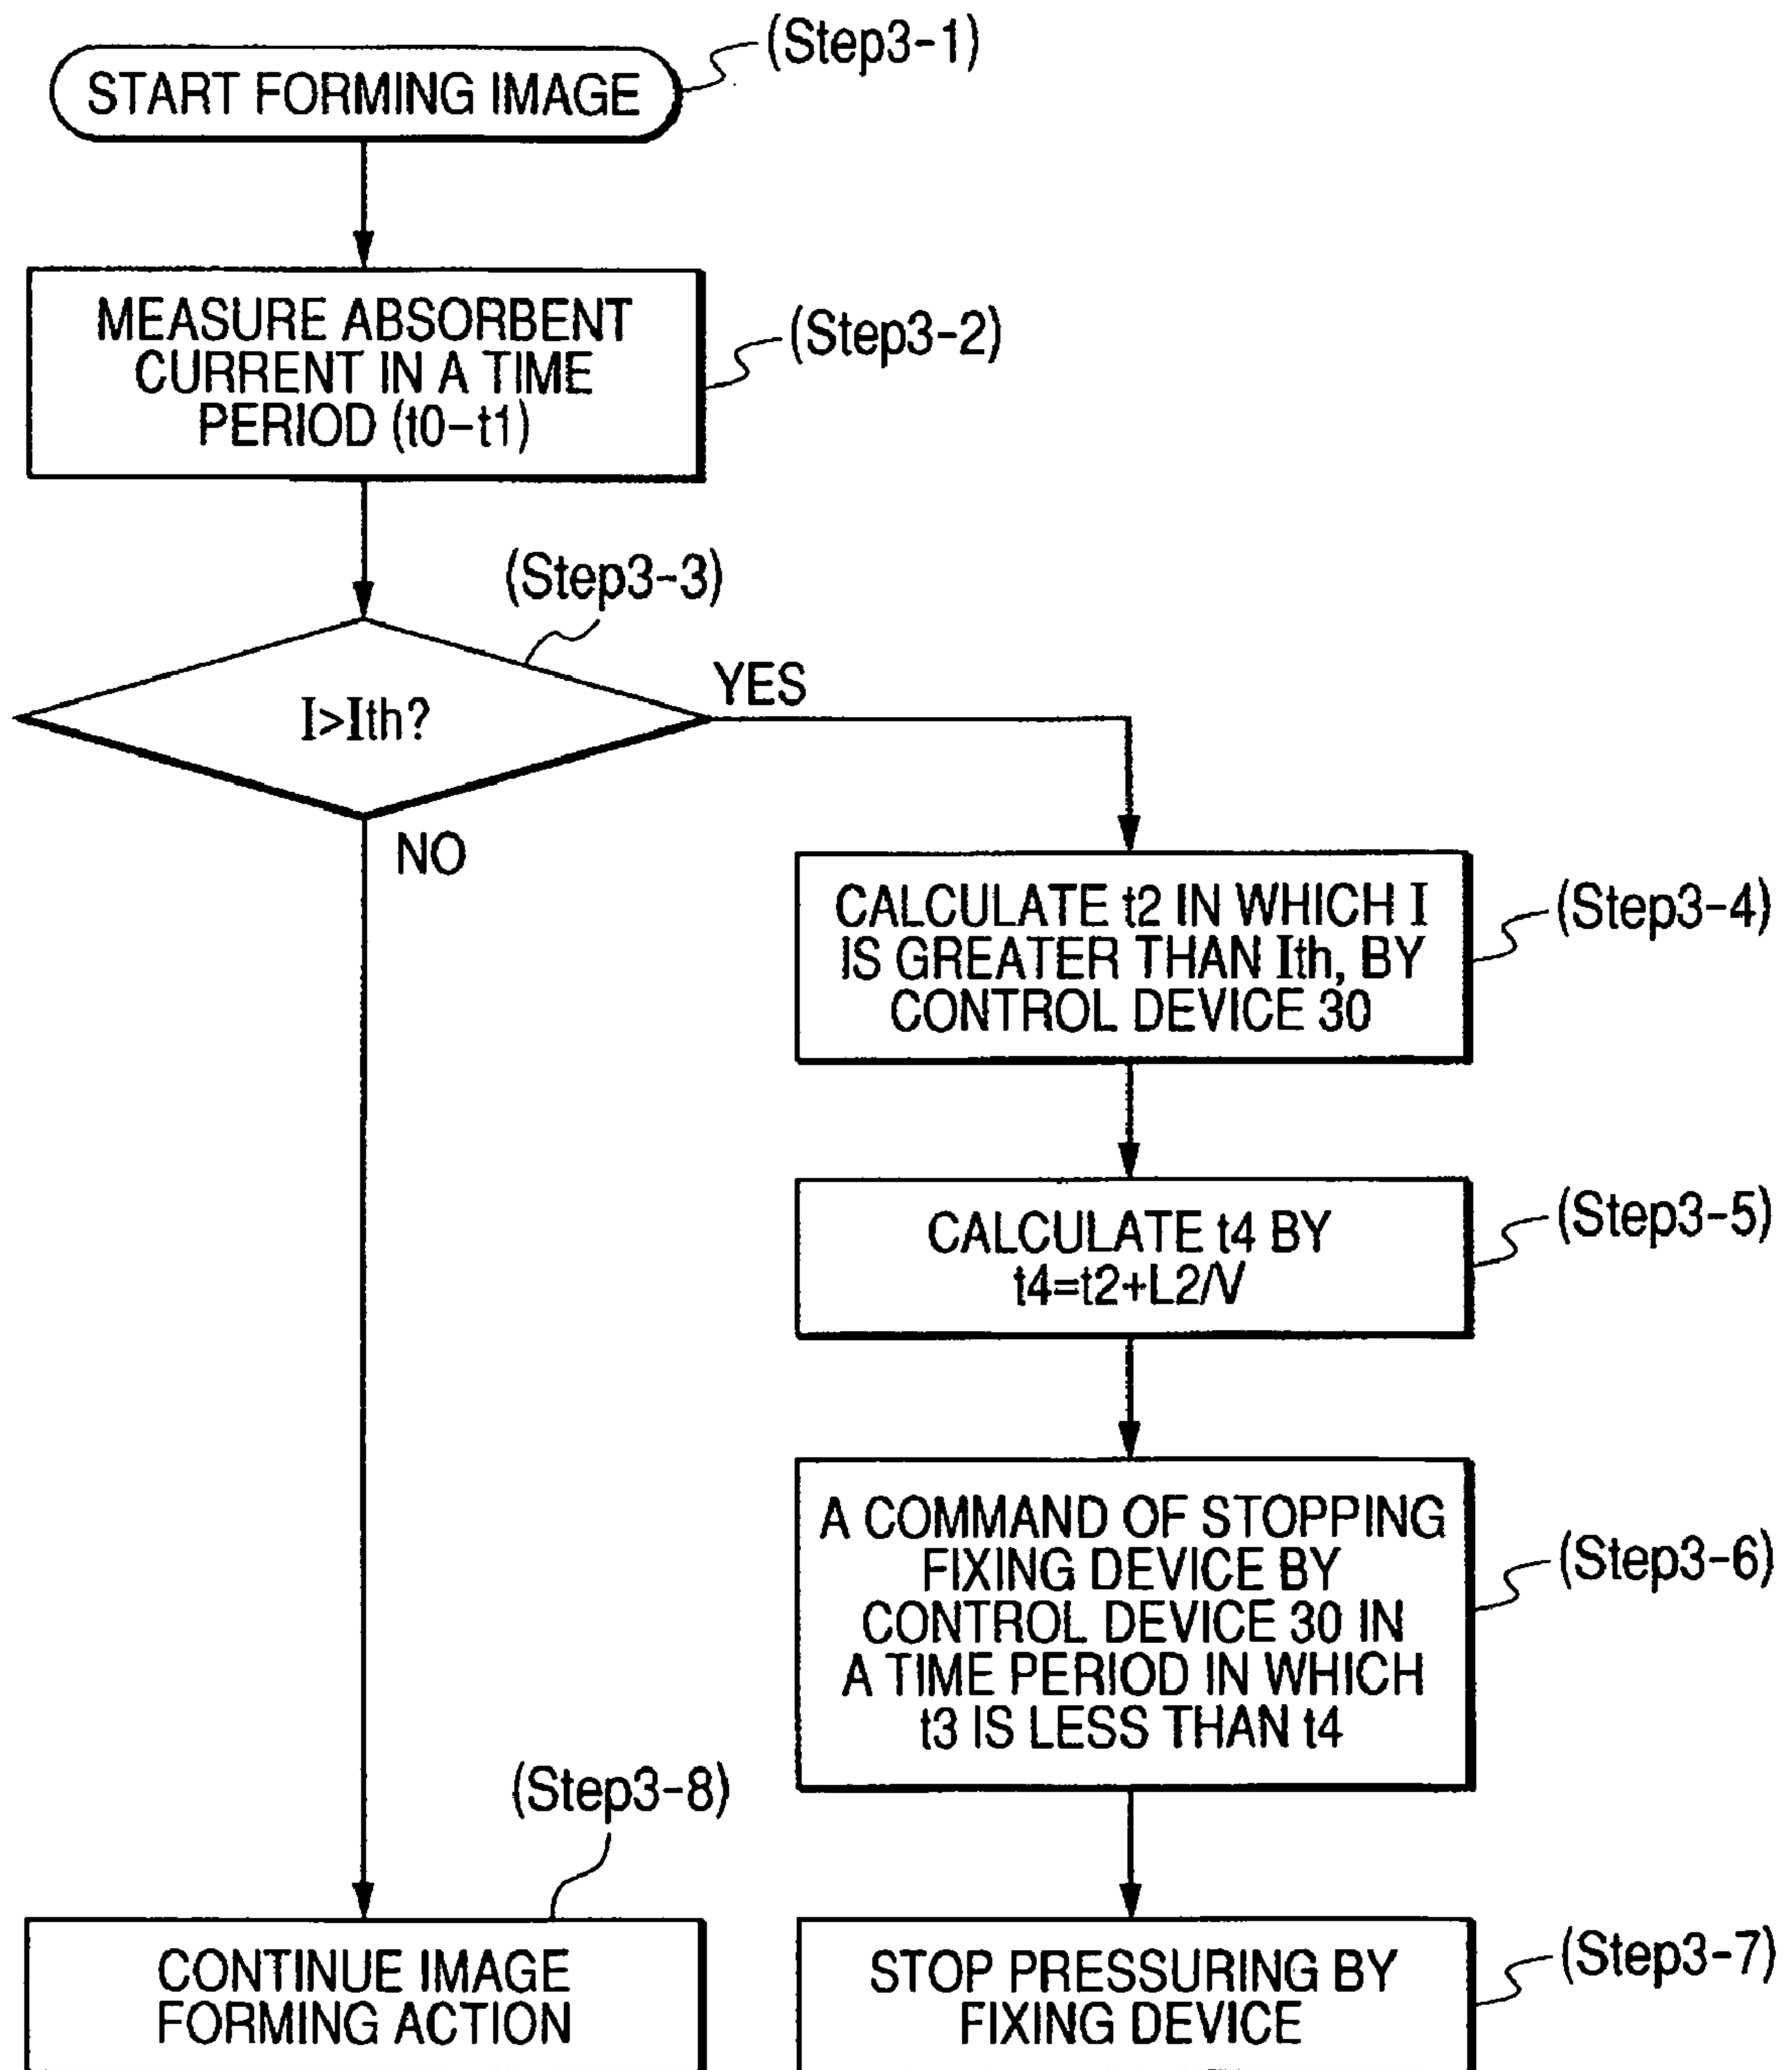 (Step3-1)
START FORMING IMAGE
MEASURE ABSORBENT
CURRENT IN A TIME
PERIOD (t0-t1)
(Step3-2)
(Step3-3)
I>Ith?
YES
NO
CALCULATE t2 IN WHICH I
IS GREATER THAN Ith, BY
CONTROL DEVICE 30
(Step3-4)
CALCULATE t4 BY
t4=t2+L2/V
(Step3-5)
A COMMAND OF STOPPING
FIXING DEVICE BY
CONTROL DEVICE 30 IN
A TIME PERIOD IN WHICH
t3 IS LESS THAN t4
(Step3-6)
(Step3-8)
CONTINUE IMAGE
FORMING ACTION
STOP PRESSURING BY
FIXING DEVICE
(Step3-7)